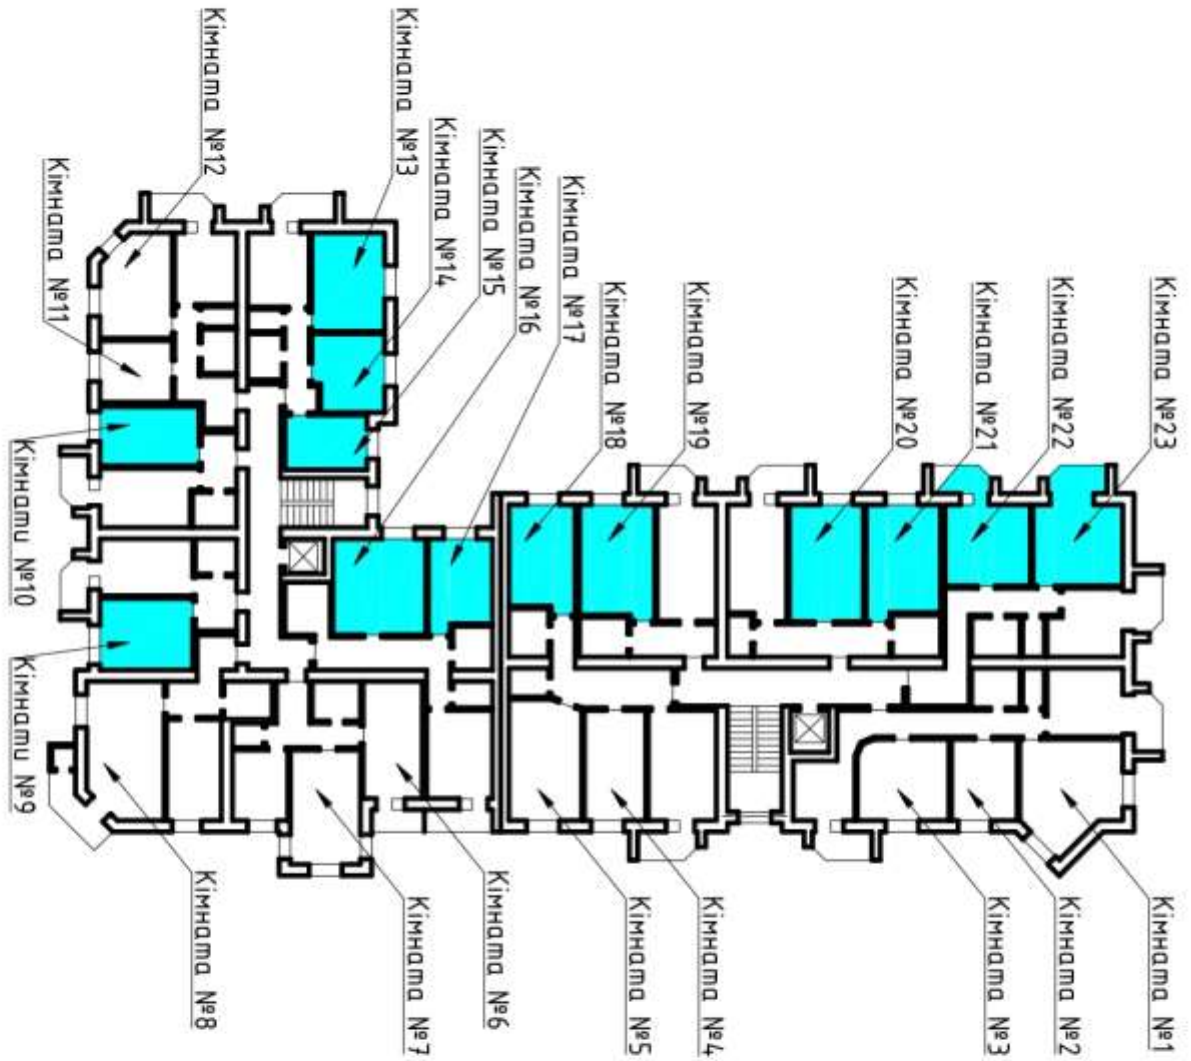 Кімната №12
Кімната №13
Кімната №11
Кімната №14
Кімната №15
Кімната №16
Кімната №17
Кімната №18
Кімната №19
Кімната №20
Кімната №21
Кімната №22
Кімната №23
Кімнати №10
Кімнати №9
Кімната №8
Кімната №7
Кімната №6
Кімната №5
Кімната №4
Кімната №3
Кімната №2
Кімната №1